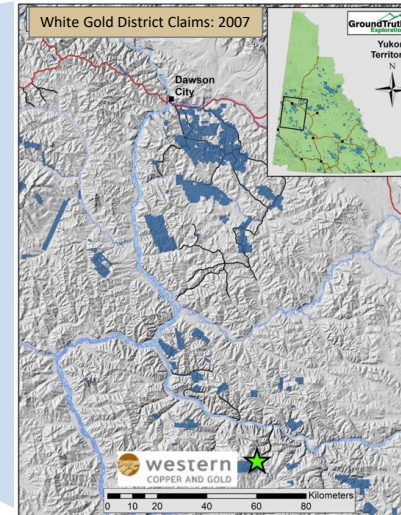 White Gold District Claims: 2007
GroundTruth
Exploration
Yukon
Territory
N
Dawson
City
western
COPPER AND GOLD
Kilometers
0 10 20 40 60 80